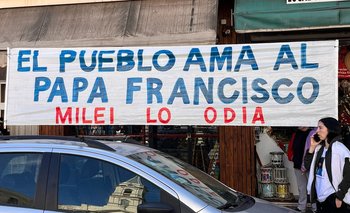 EL PUEBLO AMA AL
PAPA FRANCISCO
MILEI LO ODIA